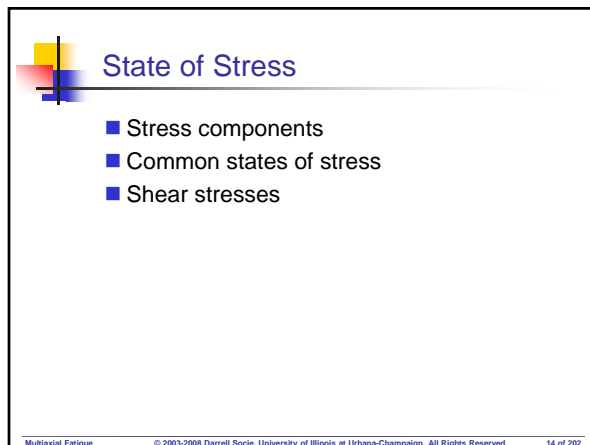 State of Stress
Stress components
Common states of stress
Shear stresses
Multiaxial Fatigue © 2003-2008 Darrell Socie, University of Illinois at Urbana-Champaign, All Rights Reserved 14 of 202